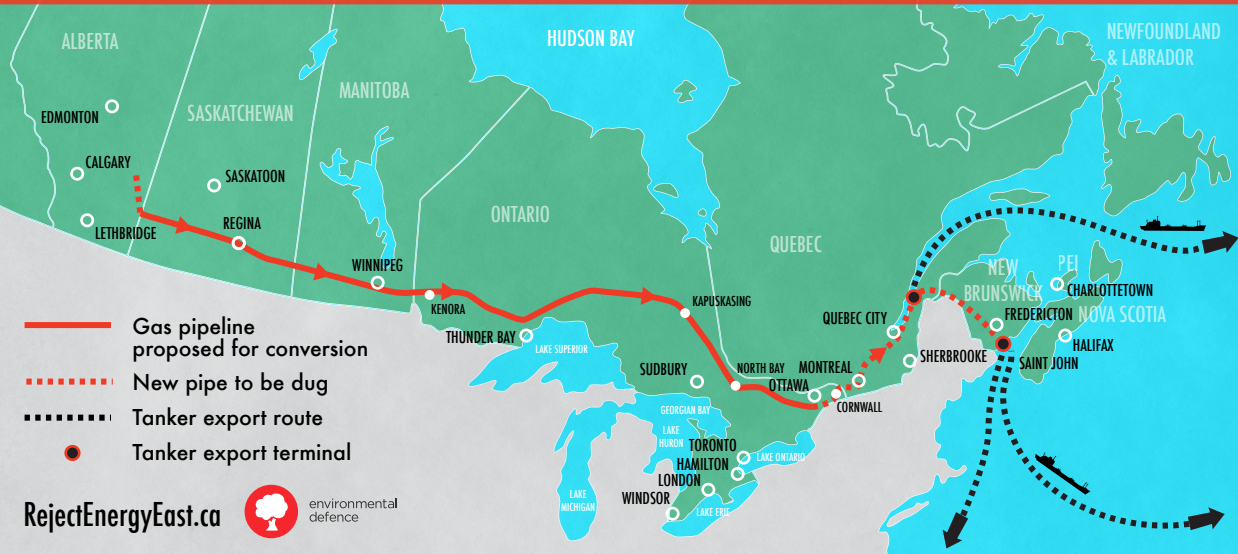 ALBERTA
HUDSON BAY
NEWFOUNDLAND
& LABRADOR
EDMONTON
SASKATCHEWAN
MANITOBA
CALGARY
SASKATOON
ONTARIO
LETHBRIDGE
REGINA
QUEBEC
WINNIPEG
NEW
BRUNSWICK
PEI
CHARLOTTETOWN
KENORA
KAPUSKASING
FREDERICTON
NOVA SCOTIA
QUEBEC CITY
THUNDER BAY
LAKE SUPERIOR
HALIFAX
SHERBROOKE
SAINT JOHN
SUDBURY
NORTH BAY
MONTREAL
OTTAWA
CORNWALL
GEORGIAN BAY
LAKE
HURON
TORONTO
LAKE ONTARIO
HAMILTON
LONDON
LAKE
MICHIGAN
WINDSOR
LAKE ERIE
Gas pipeline
proposed for conversion
New pipe to be dug
Tanker export route
Tanker export terminal
RejectEnergyEast.ca
environmental
defence